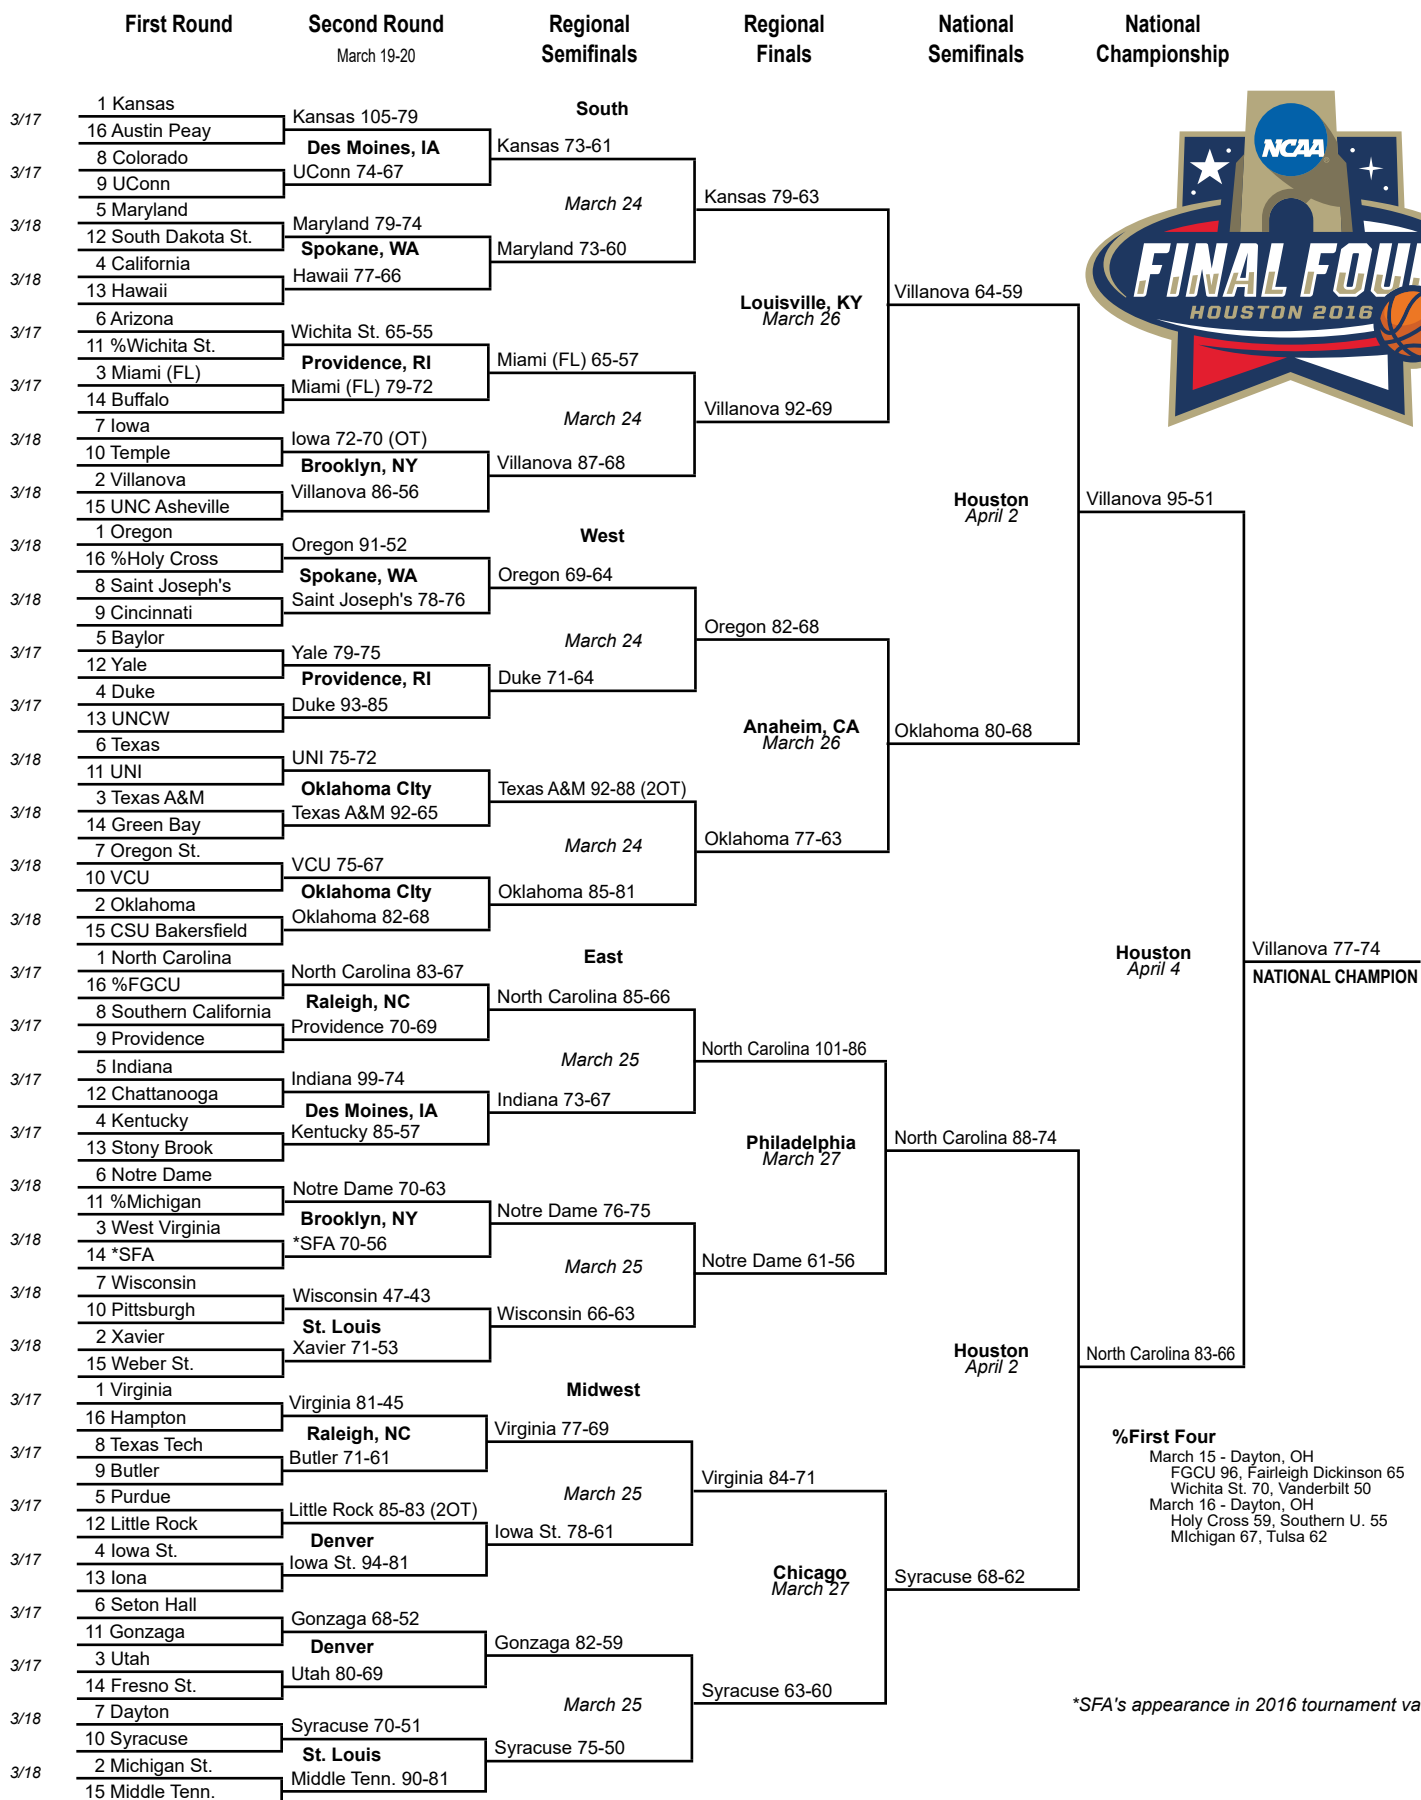 First Round
Second Round
March 19-20
Regional
Semifinals
Regional
Finals
National
Semifinals
National
Championship
NCAA
FINAL FOU
HOUSTON 2016
South
3/17
1 Kansas
16 Austin Peay
Kansas 105-79
Des Moines, IA
3/17
8 Colorado
9 UConn
UConn 74-67
Kansas 73-61
March 24
3/18
5 Maryland
12 South Dakota St.
Maryland 79-74
Spokane, WA
3/18
4 California
13 Hawaii
Hawaii 77-66
Maryland 73-60
Kansas 79-63
Louisville, KY
March 26
3/17
6 Arizona
11 %Wichita St.
Wichita St. 65-55
Providence, RI
3/17
3 Miami (FL)
14 Buffalo
Miami (FL) 79-72
Miami (FL) 65-57
March 24
3/18
7 Iowa
10 Temple
Iowa 72-70 (OT)
Brooklyn, NY
3/18
2 Villanova
15 UNC Asheville
Villanova 86-56
Villanova 87-68
Villanova 92-69
Villanova 64-59
Houston
April 2
Villanova 95-51
West
3/18
1 Oregon
16 %Holy Cross
Oregon 91-52
Spokane, WA
3/18
8 Saint Joseph's
9 Cincinnati
Saint Joseph's 78-76
Oregon 69-64
March 24
3/17
5 Baylor
12 Yale
Yale 79-75
Providence, RI
3/17
4 Duke
13 UNCW
Duke 93-85
Duke 71-64
Oregon 82-68
Anaheim, CA
March 26
3/18
6 Texas
11 UNI
UNI 75-72
Oklahoma CIty
3/18
3 Texas A&M
14 Green Bay
Texas A&M 92-65
Texas A&M 92-88 (2OT)
March 24
3/18
7 Oregon St.
10 VCU
VCU 75-67
Oklahoma CIty
3/18
2 Oklahoma
15 CSU Bakersfield
Oklahoma 82-68
Oklahoma 85-81
Oklahoma 77-63
Oklahoma 80-68
Houston
April 4
Villanova 77-74
NATIONAL CHAMPION
East
3/17
1 North Carolina
16 %FGCU
North Carolina 83-67
Raleigh, NC
3/17
8 Southern California
9 Providence
Providence 70-69
North Carolina 85-66
March 25
3/17
5 Indiana
12 Chattanooga
Indiana 99-74
Des Moines, IA
3/17
4 Kentucky
13 Stony Brook
Kentucky 85-57
Indiana 73-67
North Carolina 101-86
Philadelphia
March 27
3/18
6 Notre Dame
11 %Michigan
Notre Dame 70-63
Brooklyn, NY
3/18
3 West Virginia
14 *SFA
*SFA 70-56
Notre Dame 76-75
March 25
3/18
7 Wisconsin
10 Pittsburgh
Wisconsin 47-43
St. Louis
3/18
2 Xavier
15 Weber St.
Xavier 71-53
Wisconsin 66-63
Notre Dame 61-56
North Carolina 88-74
Houston
April 2
North Carolina 83-66
Midwest
3/17
1 Virginia
16 Hampton
Virginia 81-45
Raleigh, NC
3/17
8 Texas Tech
9 Butler
Butler 71-61
Virginia 77-69
March 25
3/17
5 Purdue
12 Little Rock
Little Rock 85-83 (2OT)
Denver
3/17
4 Iowa St.
13 Iona
Iowa St. 94-81
Iowa St. 78-61
Virginia 84-71
Chicago
March 27
3/17
6 Seton Hall
11 Gonzaga
Gonzaga 68-52
Denver
3/17
3 Utah
14 Fresno St.
Utah 80-69
Gonzaga 82-59
March 25
3/18
7 Dayton
10 Syracuse
Syracuse 70-51
St. Louis
3/18
2 Michigan St.
15 Middle Tenn.
Middle Tenn. 90-81
Syracuse 75-50
Syracuse 63-60
Syracuse 68-62
%First Four
March 15 - Dayton, OH
FGCU 96, Fairleigh Dickinson 65
Wichita St. 70, Vanderbilt 50
March 16 - Dayton, OH
Holy Cross 59, Southern U. 55
MIchigan 67, Tulsa 62
*SFA's appearance in 2016 tournament va